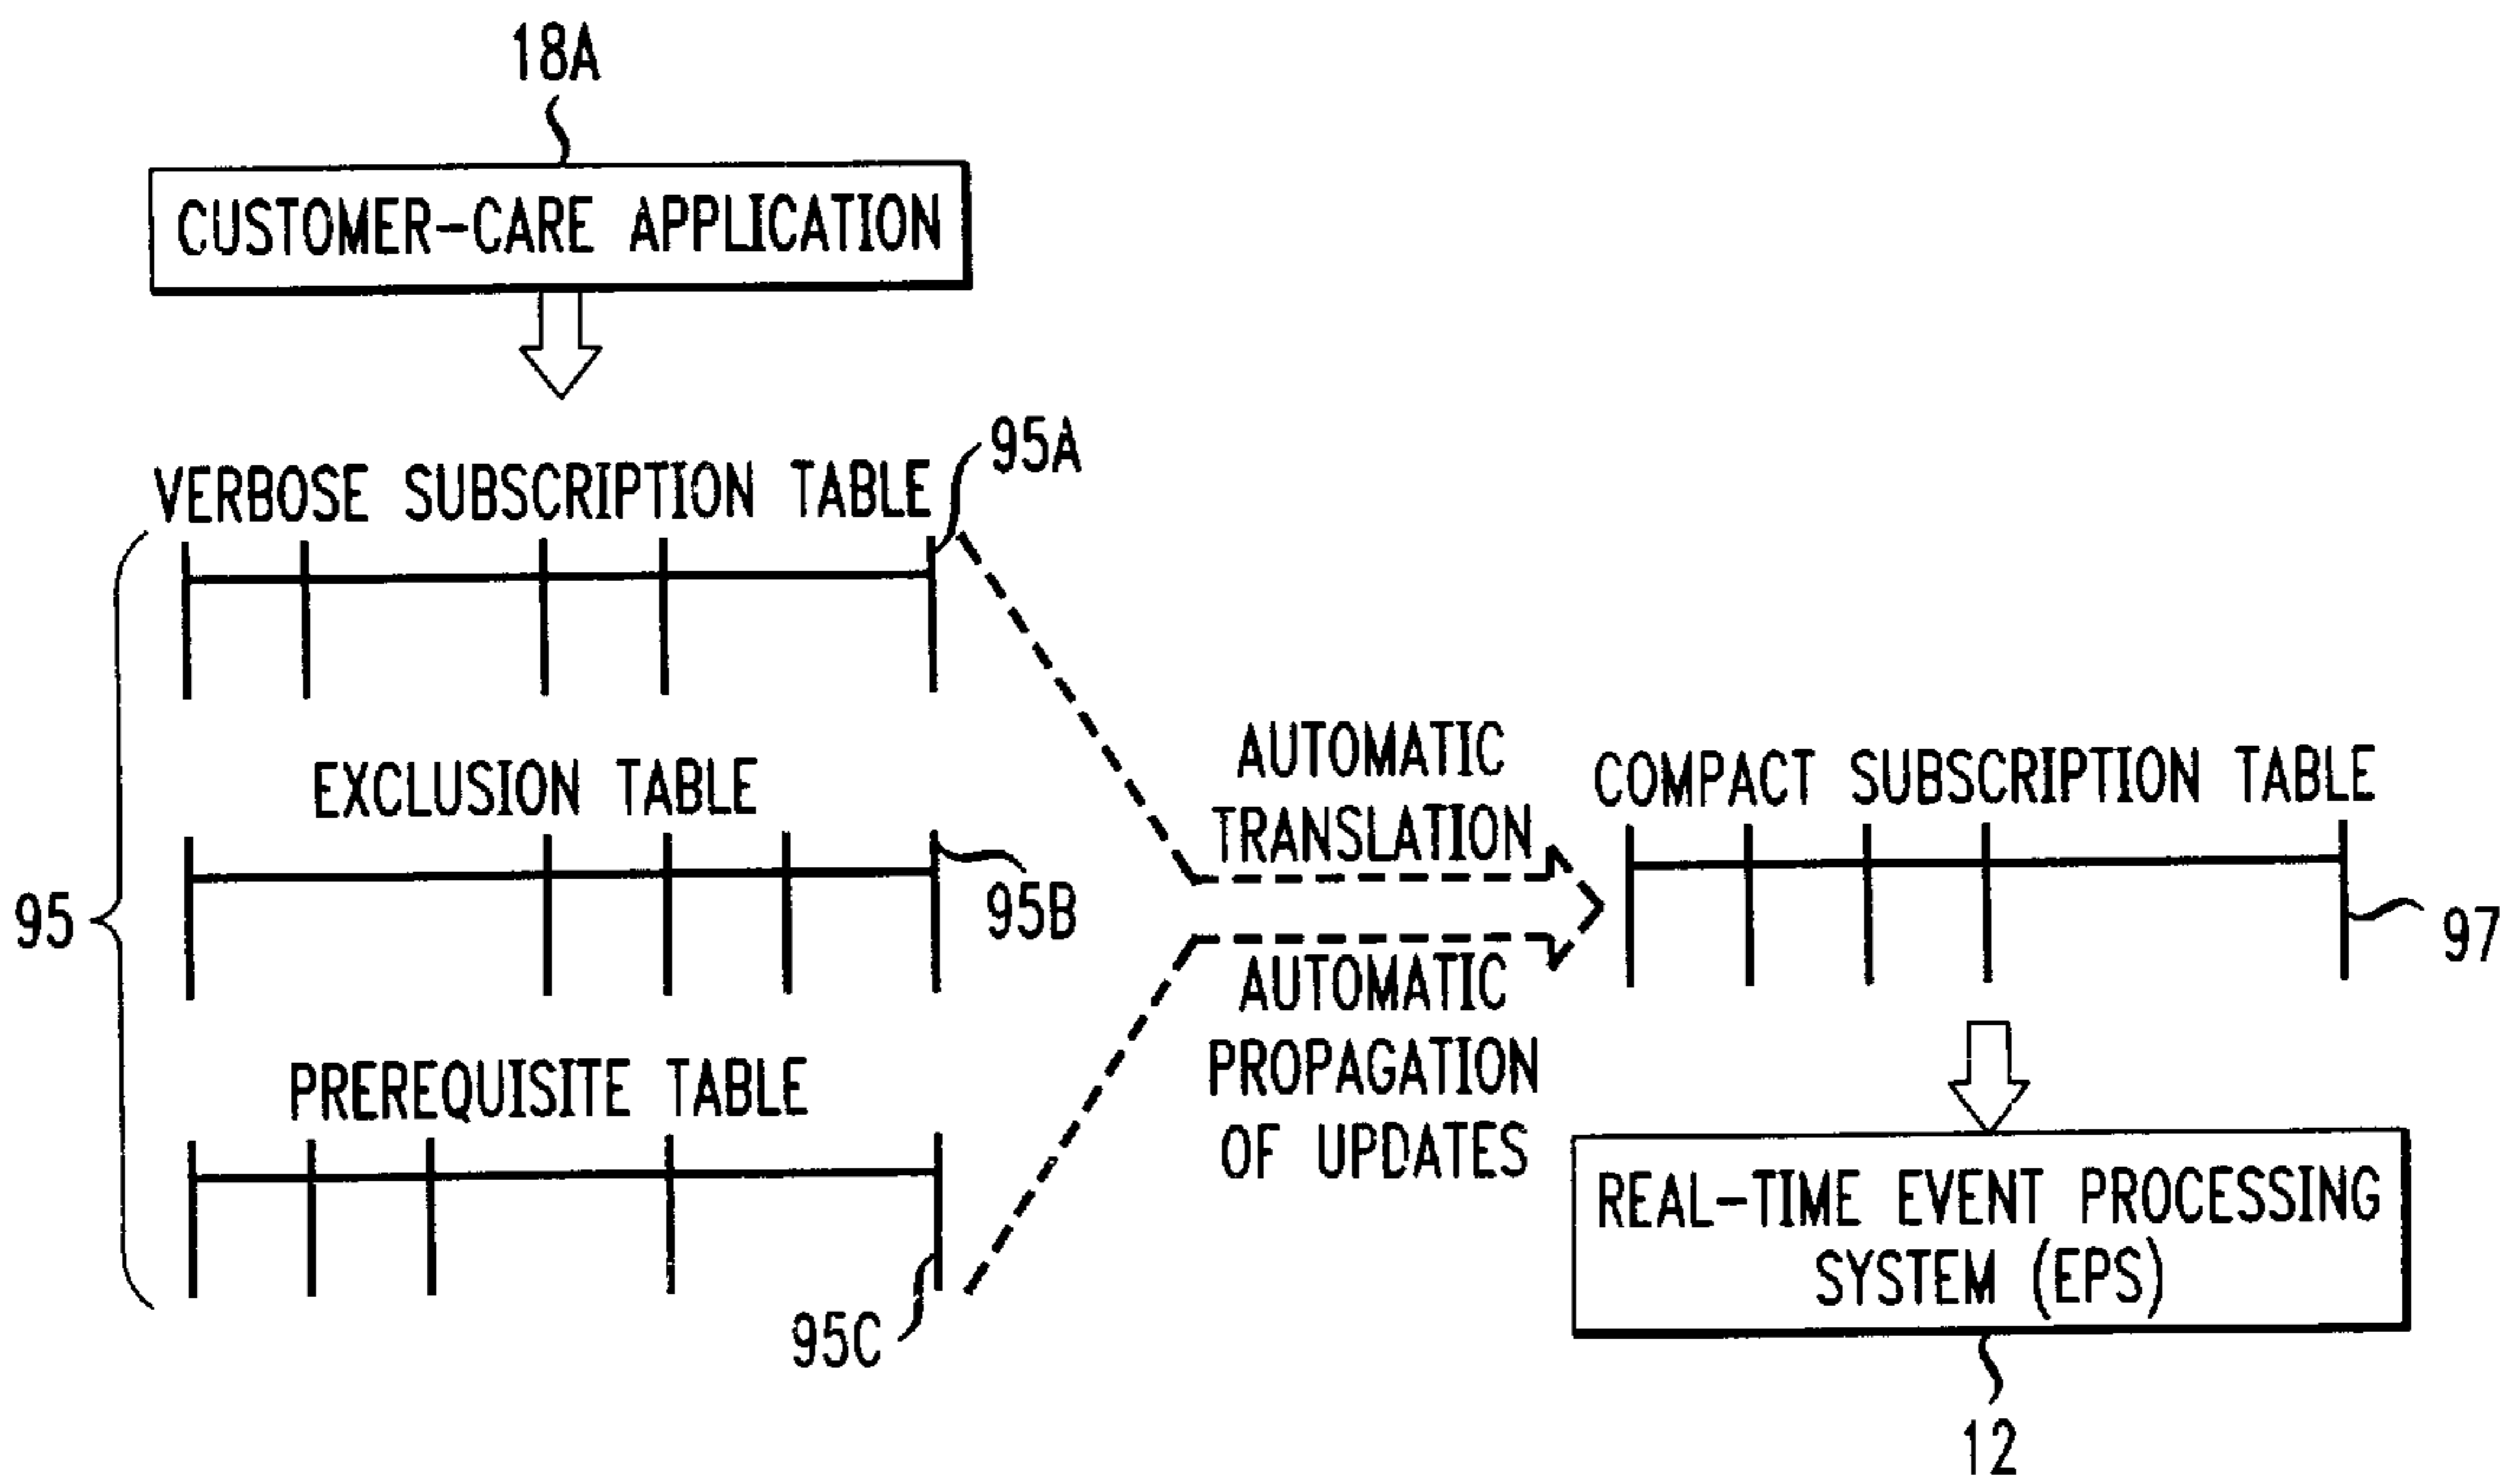 18A
CUSTOMER-CARE APPLICATION
VERBOSE SUBSCRIPTION TABLE
95A
EXCLUSION TABLE
95B
95
PREREQUISITE TABLE
95C
AUTOMATIC
TRANSLATION
AUTOMATIC
PROPAGATION
OF UPDATES
COMPACT SUBSCRIPTION TABLE
97
REAL-TIME EVENT PROCESSING
SYSTEM (EPS)
12